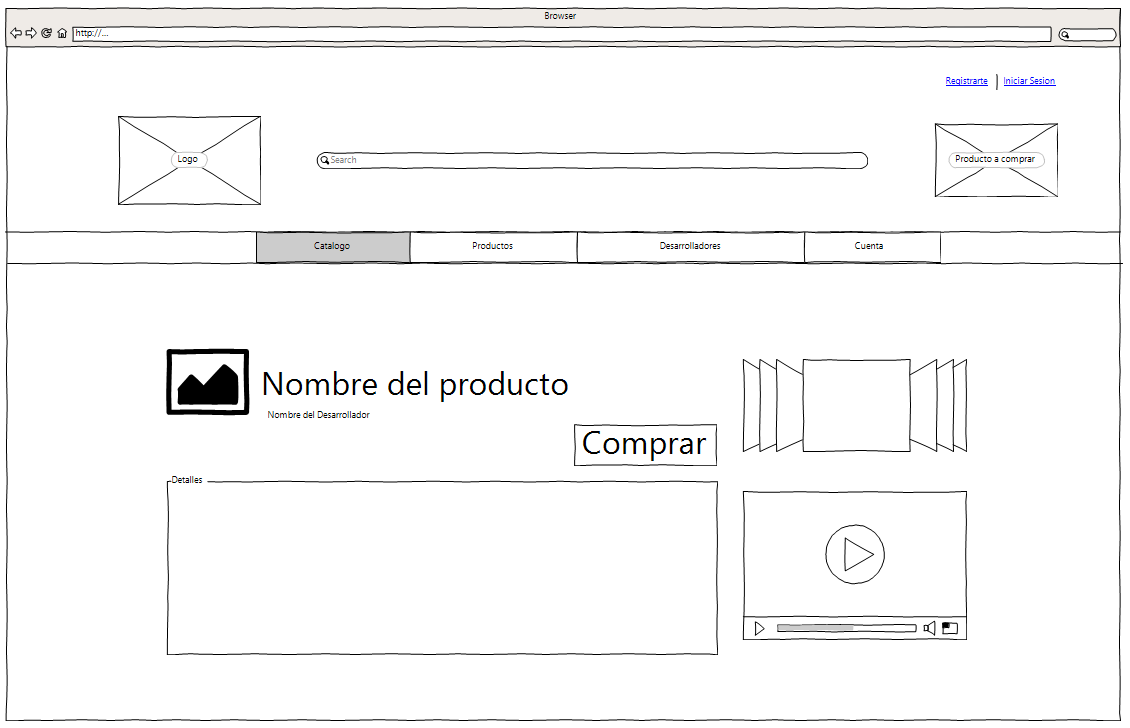 Browser
http://...
Registrarte
Iniciar Sesion
Logo
Search
Producto a comprar
Catalogo
Productos
Desarrolladores
Cuenta
Nombre del producto
Nombre del Desarrollador
Comprar
Detalles